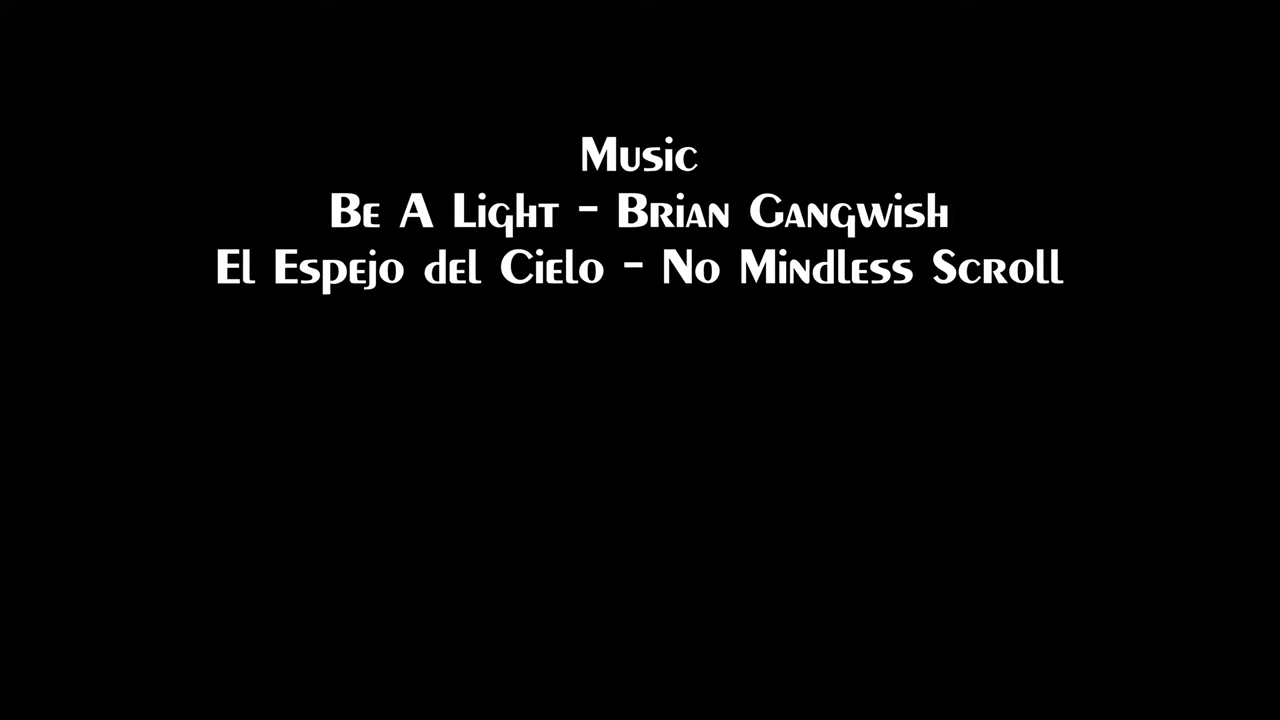 Music
Be A Light - Brian Gangwish
El Espejo del Cielo - No Mindless Scroll